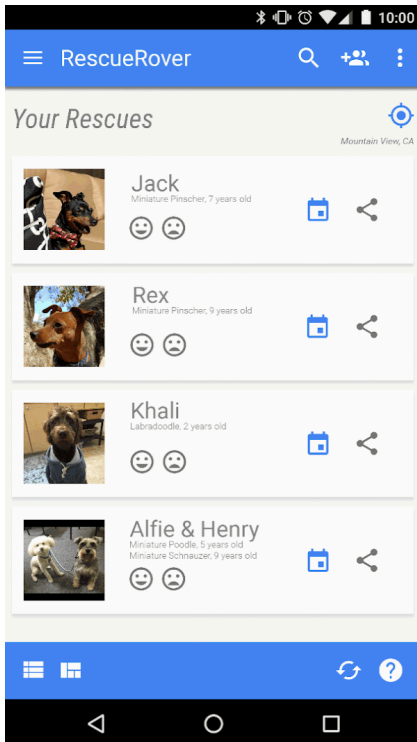 10:00
RescueRover
Your Rescues
Mountain View, CA
Jack
Miniature Pinscher, 7 years old
Rex
Miniature Pinscher, 9 years old
Khali
Labradoodle, 2 years old
Alfie & Henry
Miniature Poodle, 5 years old
Miniature Schnauzer, 9 years old